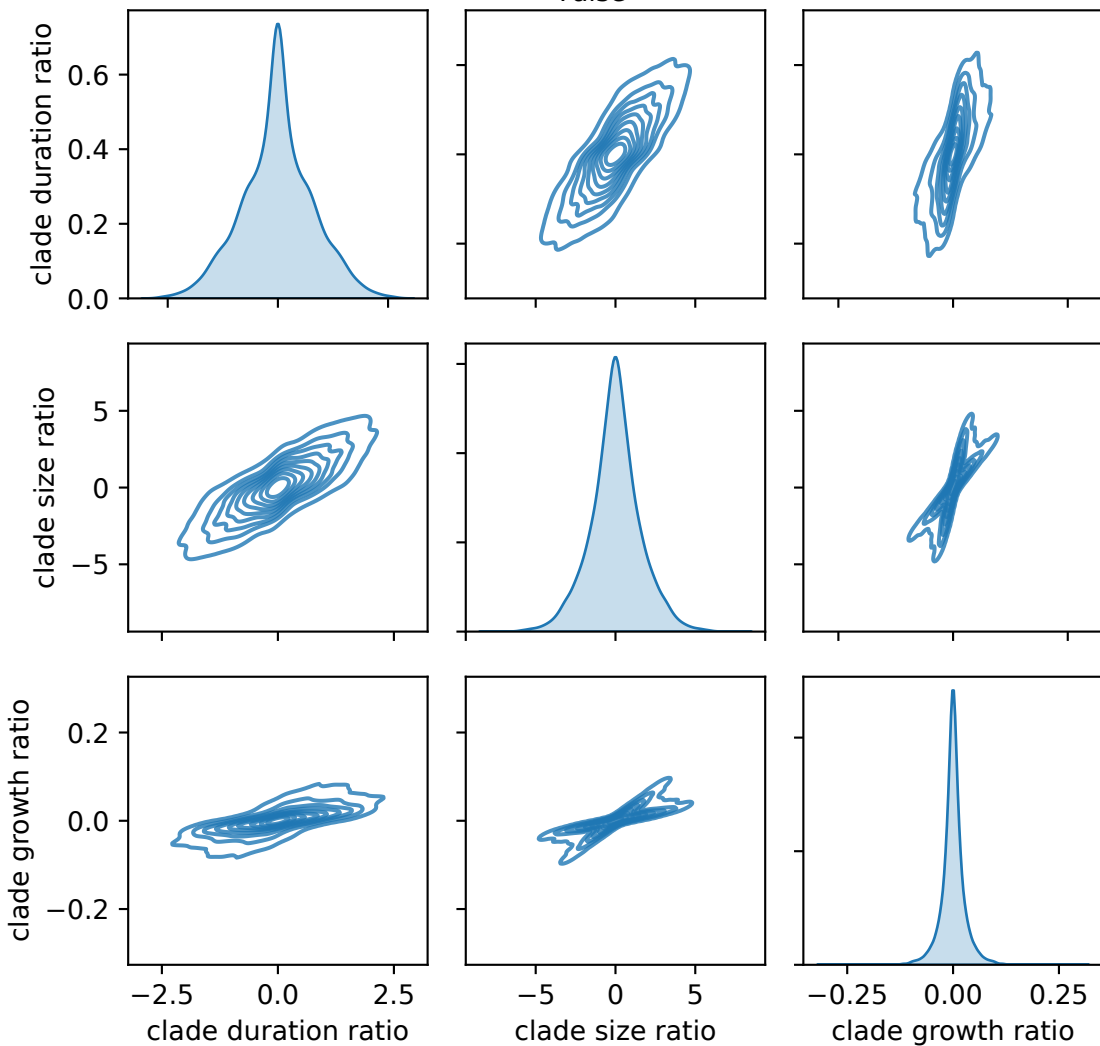 clade duration ratio
0.6
0.4
0.2
0.0
clade size ratio
5
0
−5
clade growth ratio
0.2
0.0
−0.2
−2.5 0.0 2.5
−5 0 5
−0.25 0.00 0.25
clade duration ratio
clade size ratio
clade growth ratio